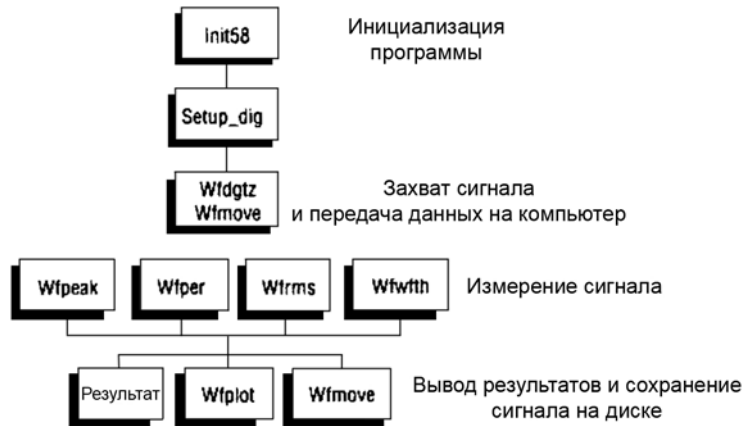 Init58
Инициализация
программы
Setup_dig
Wfdgtz
Wfmove
Захват сигнала
и передача данных на компьютер
Wfpeak Wfper Wfrms Wfwfth Измерение сигнала
Результат Wfplot Wfmove
Вывод результатов и сохранение
сигнала на диске